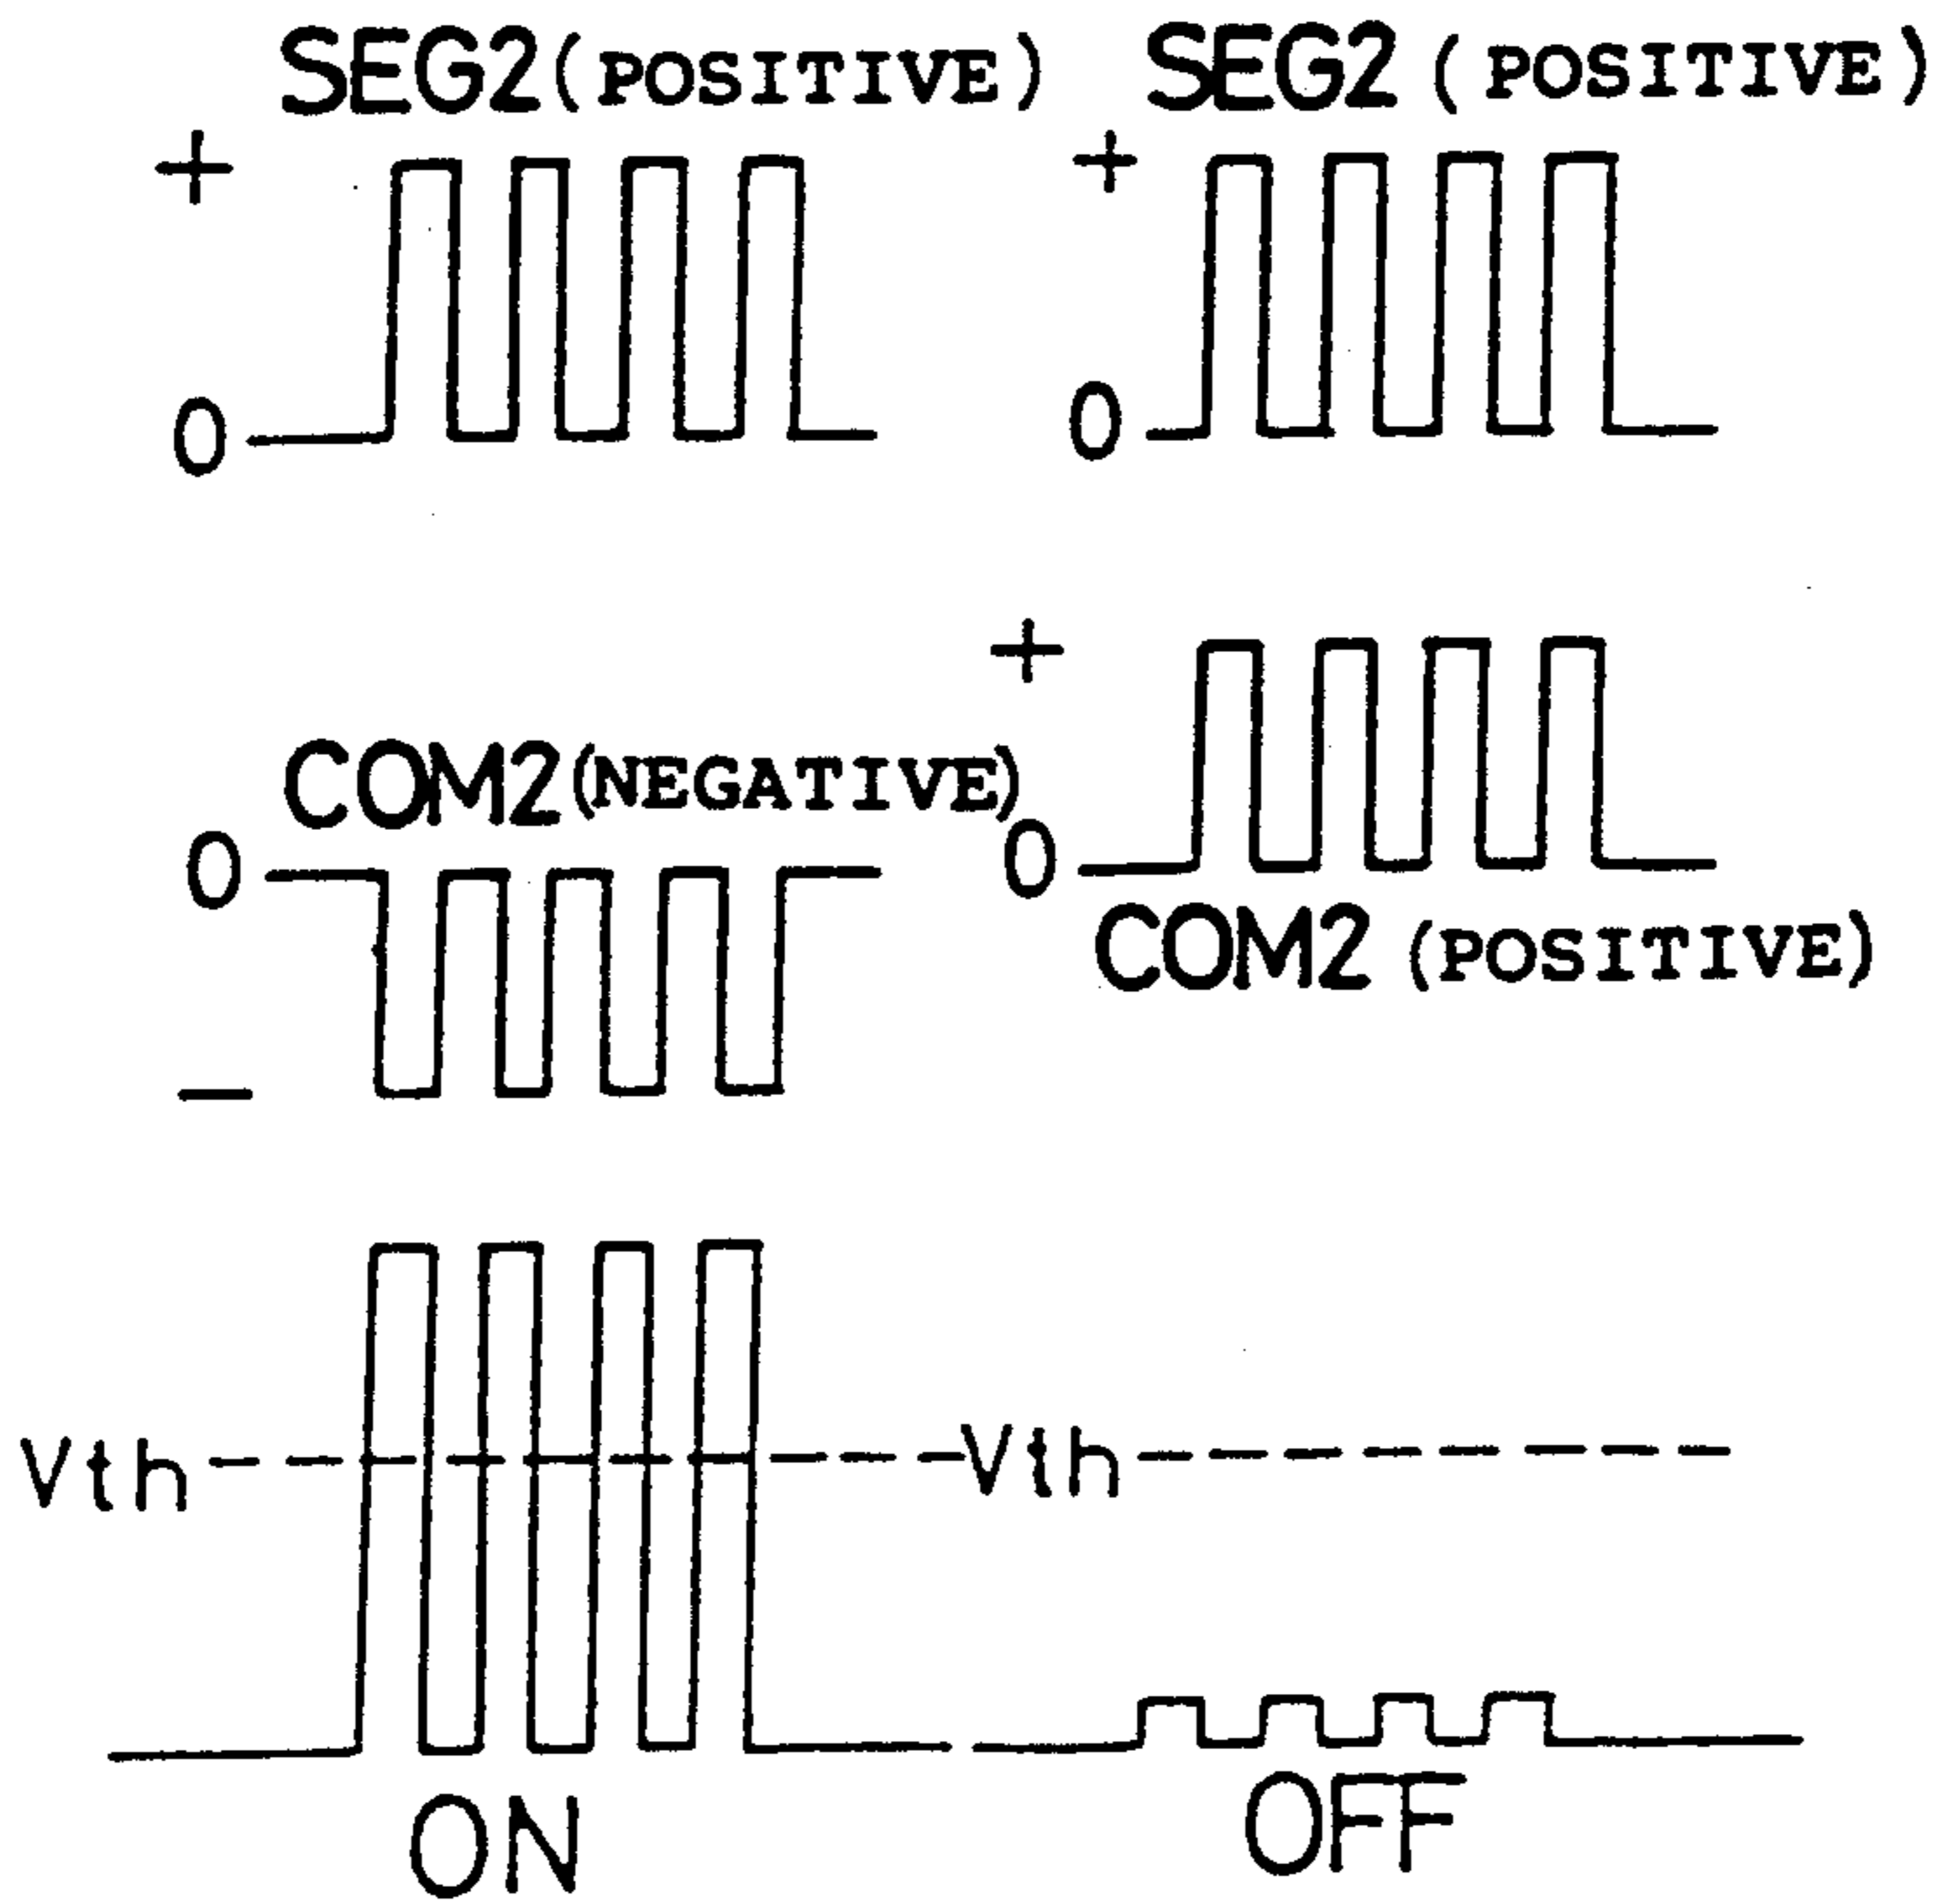 SEG2(POSITIVE)
SEG2 (POSITIVE)
+
+
0
0
+
COM2(NEGATIVE)
0
0
COM2 (POSITIVE)
−
Vth
Vth
ON
OFF